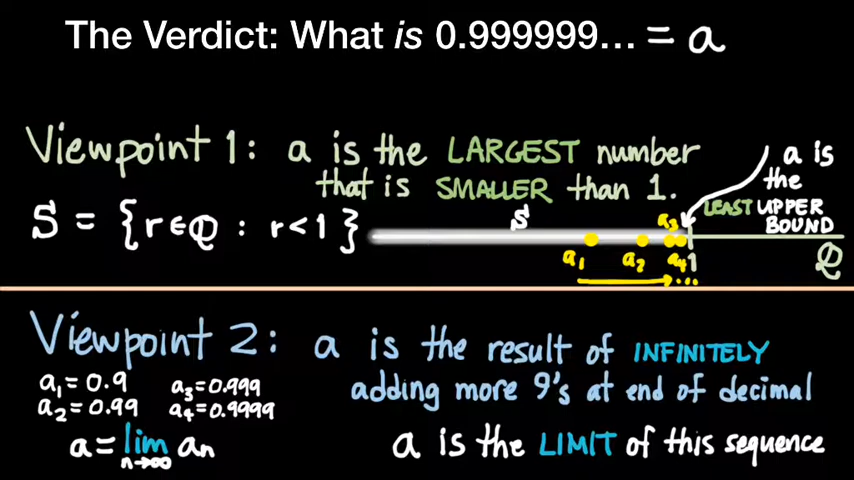 The Verdict: What is 0.999999... = a
Viewpoint 1: a is the LARGEST number
that is SMALLER than 1.
a is
the
LEAST UPPER
BOUND
S = {r∈ℚ : r<1}
S
a₃
a₁ a₂ a₄ 1
...
ℚ
Viewpoint 2: a is the result of INFINITELY
adding more 9's at end of decimal
a₁=0.9 a₃=0.999
a₂=0.99 a₄=0.9999
a=lim aₙ
n→∞
a is the LIMIT of this sequence